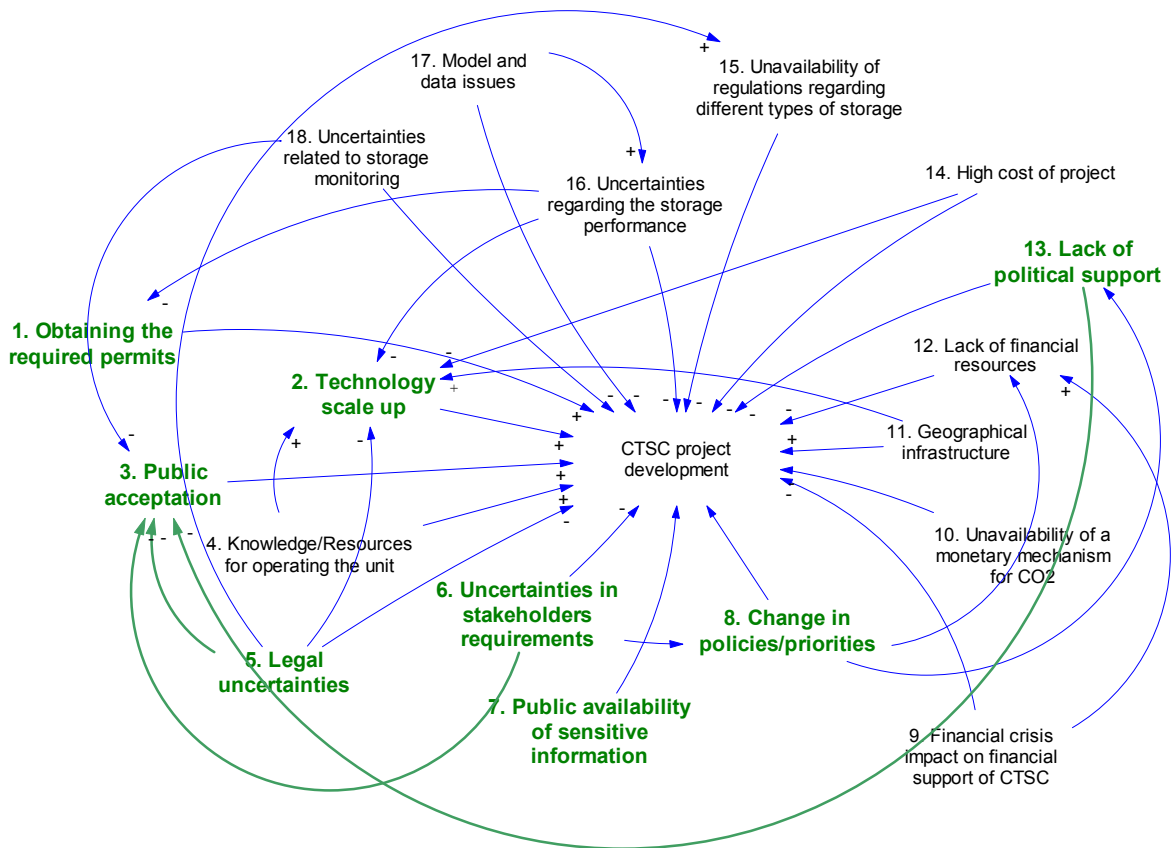 17. Model and
data issues
+
15. Unavailability of
regulations regarding
different types of storage
18. Uncertainties
related to storage
monitoring
+
16. Uncertainties
regarding the storage
performance
14. High cost of project
13. Lack of
political support
-
1. Obtaining the
required permits
12. Lack of financial
resources
+
2. Technology
scale up
-
-
+
-
-
-
-
-
-
-
+
+
CTSC project
development
+
-
11. Geographical
infrastructure
-
3. Public
acceptation
+
-
+
+
-
-
-
-
-
4. Knowledge/Resources
for operating the unit
10. Unavailability of a
monetary mechanism
for CO2
6. Uncertainties in
stakeholders
requirements
8. Change in
policies/priorities
5. Legal
uncertainties
7. Public availability
of sensitive
information
9. Financial crisis
impact on financial
support of CTSC